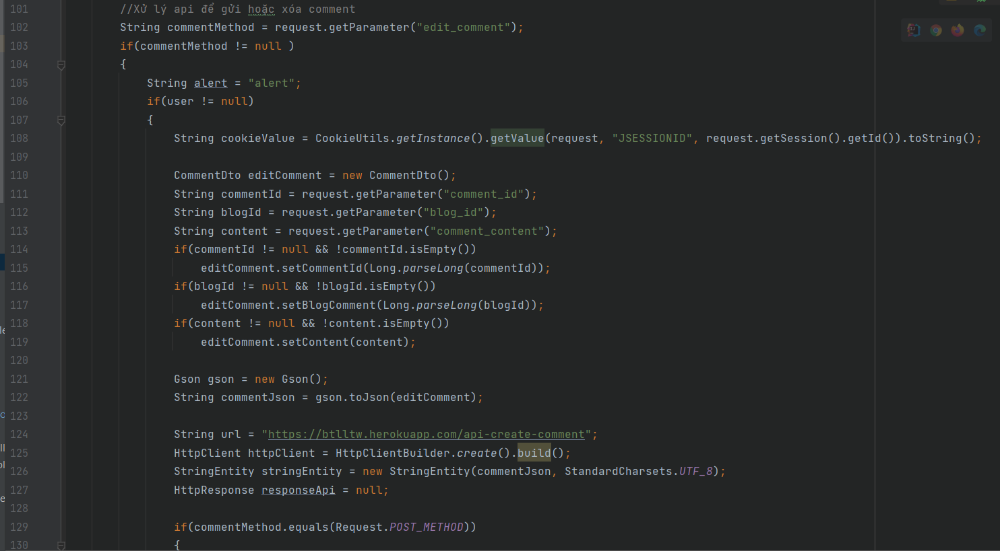 101 //Xử lý api để gửi hoặc xóa comment
102 String commentMethod = request.getParameter("edit_comment");
103 if(commentMethod != null )
104 {
105 String alert = "alert";
106 if(user != null)
107 {
108 String cookieValue = CookieUtils.getInstance().getValue(request, "JSESSIONID", request.getSession().getId()).toString();
109
110 CommentDto editComment = new CommentDto();
111 String commentId = request.getParameter("comment_id");
112 String blogId = request.getParameter("blog_id");
113 String content = request.getParameter("comment_content");
114 if(commentId != null && !commentId.isEmpty())
115 editComment.setCommentId(Long.parseLong(commentId));
116 if(blogId != null && !blogId.isEmpty())
117 editComment.setBlogComment(Long.parseLong(blogId));
118 if(content != null && !content.isEmpty())
119 editComment.setContent(content);
120
121 Gson gson = new Gson();
122 String commentJson = gson.toJson(editComment);
123
124 String url = "https://btlltw.herokuapp.com/api-create-comment";
125 HttpClient httpClient = HttpClientBuilder.create().build();
126 StringEntity stringEntity = new StringEntity(commentJson, StandardCharsets.UTF_8);
127 HttpResponse responseApi = null;
128
129 if(commentMethod.equals(Request.POST_METHOD))
130 {